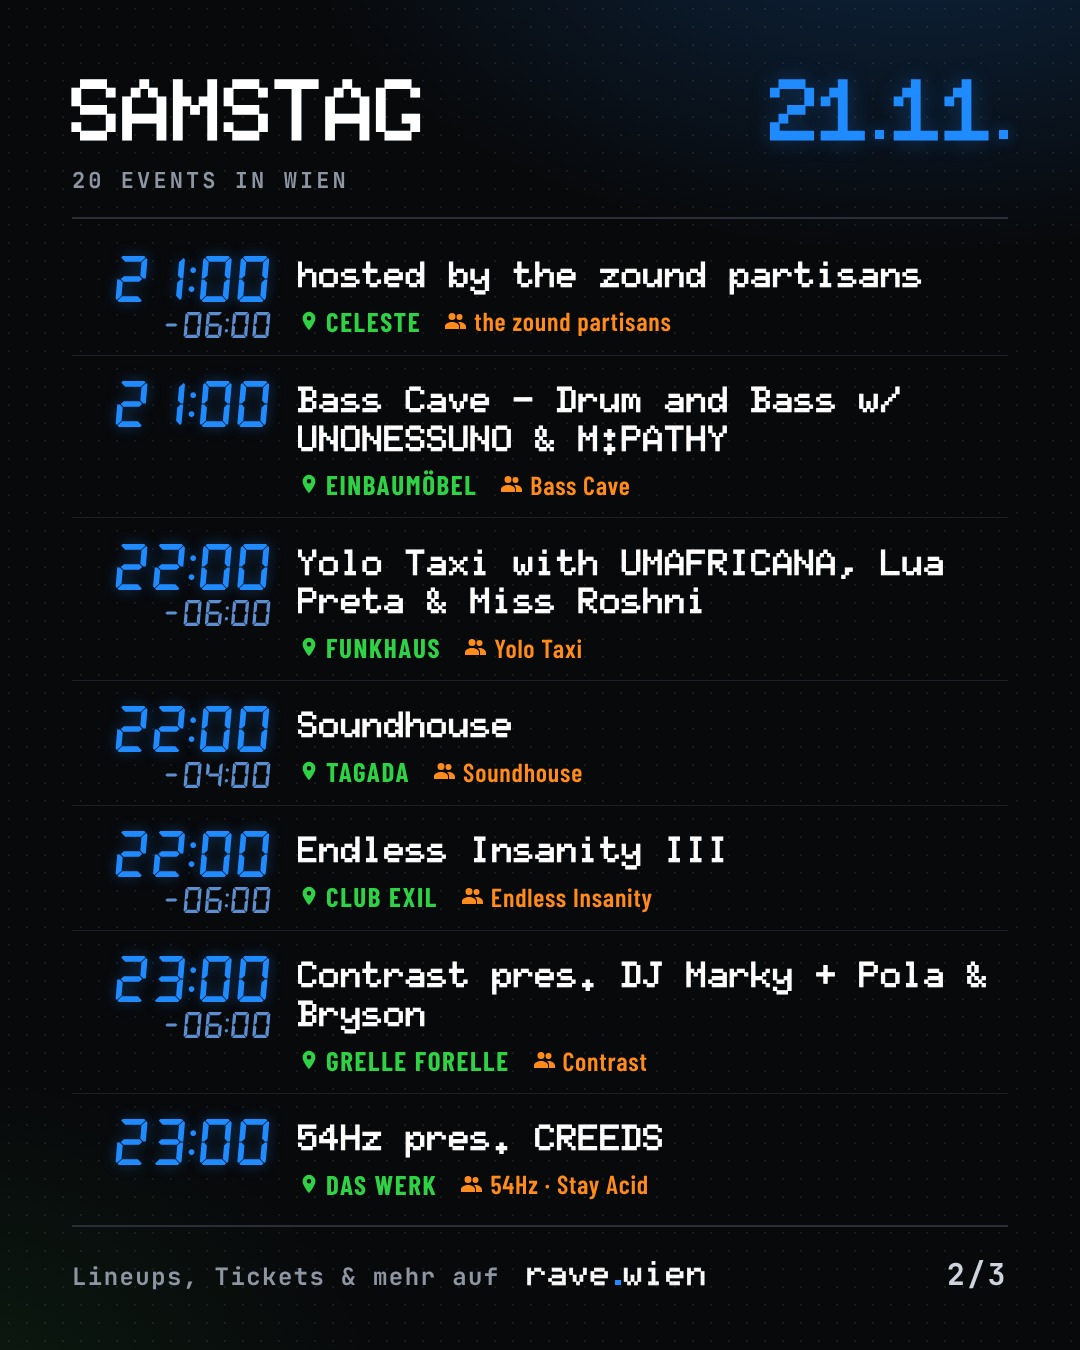 SAMSTAG 21.11.
20 EVENTS IN WIEN
21:00 hosted by the zound partisans
-06:00 CELESTE the zound partisans
21:00 Bass Cave - Drum and Bass w/
UNONESSUNO & M‡PATHY
EINBAUMÖBEL Bass Cave
22:00 Yolo Taxi with UMAFRICANA, Lua
-06:00 Preta & Miss Roshni
FUNKHAUS Yolo Taxi
22:00 Soundhouse
-04:00 TAGADA Soundhouse
22:00 Endless Insanity III
-06:00 CLUB EXIL Endless Insanity
23:00 Contrast pres. DJ Marky + Pola &
-06:00 Bryson
GRELLE FORELLE Contrast
23:00 54Hz pres. CREEDS
DAS WERK 54Hz · Stay Acid
Lineups, Tickets & mehr auf rave.wien 2/3